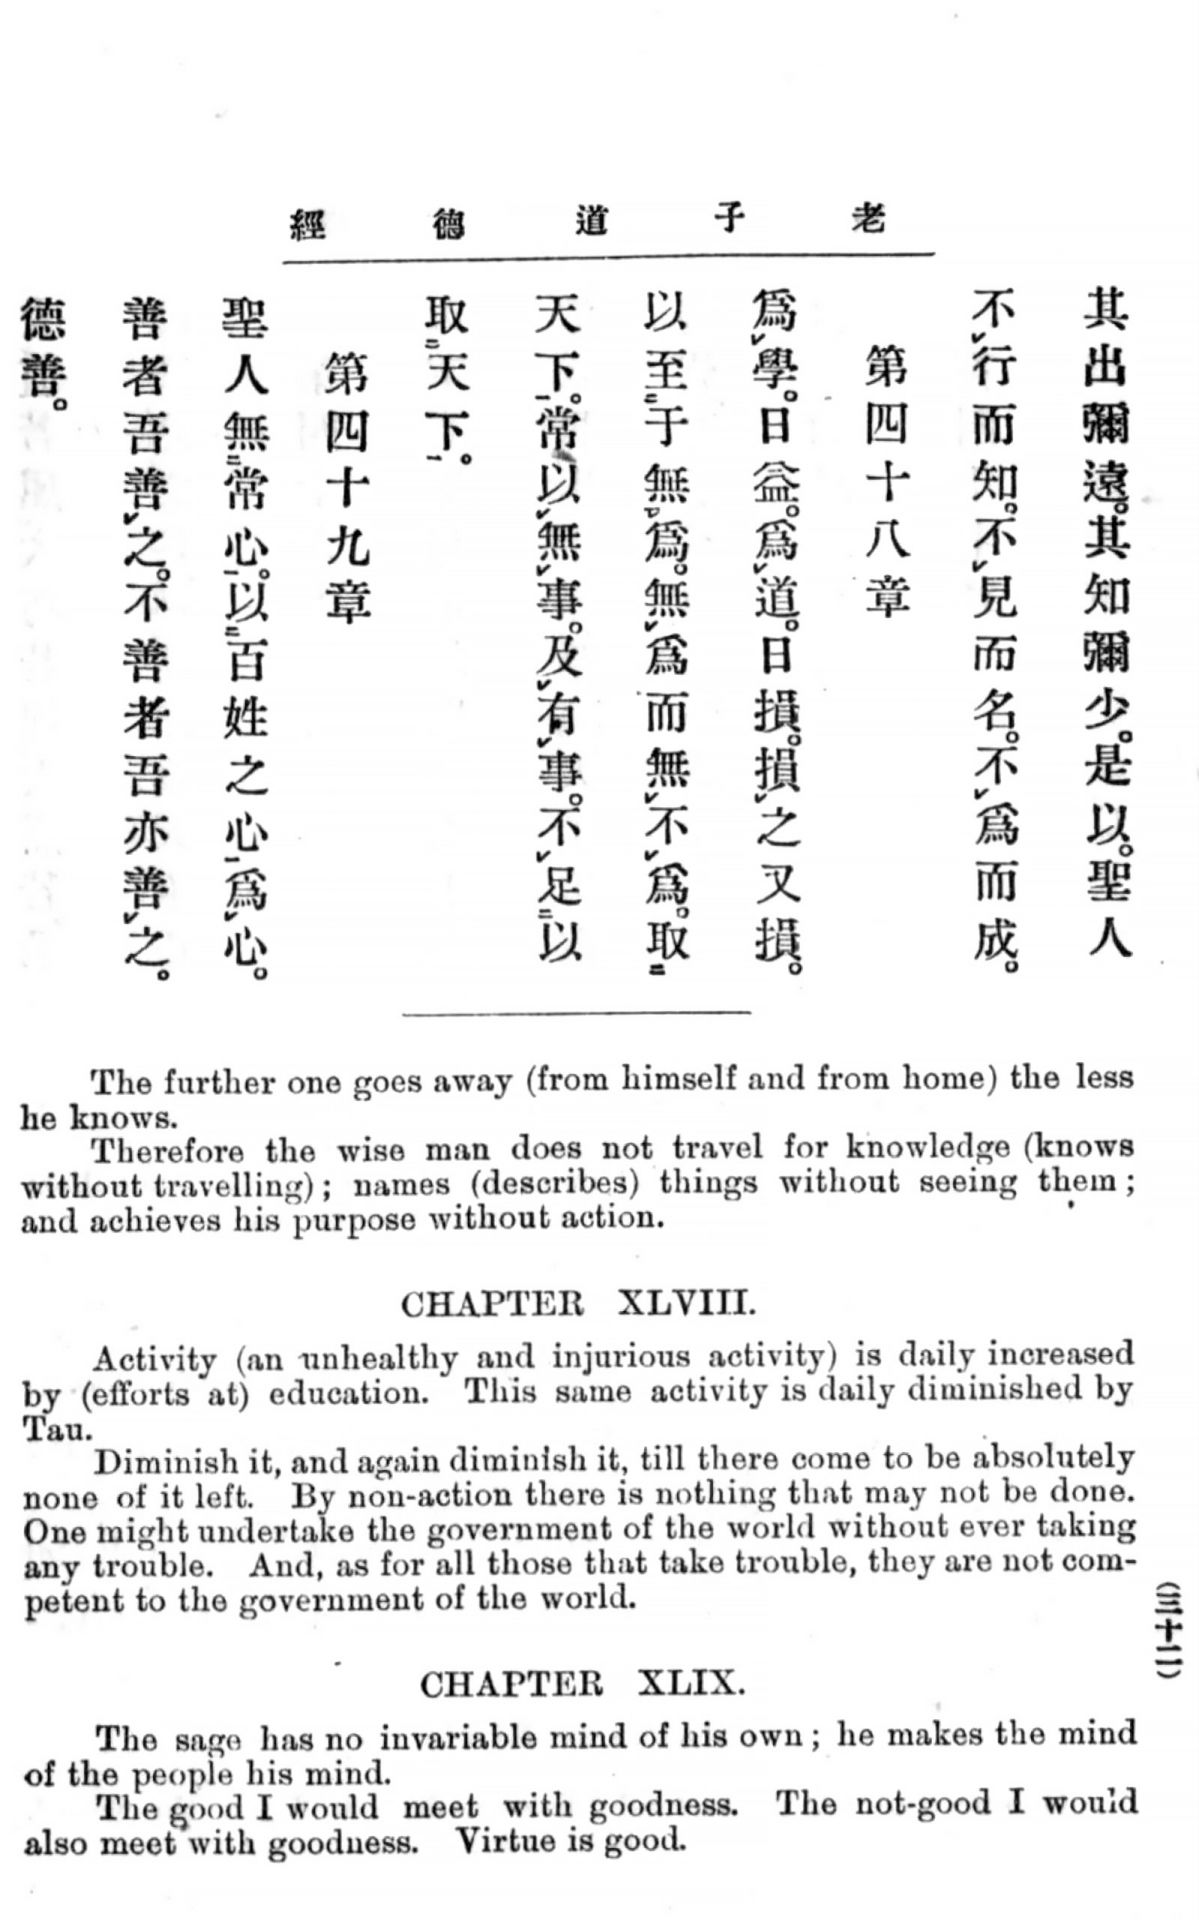 老子道德經
其出彌遠。其知彌少。是以。聖人
不行而知。不見而名。不爲而成。
第四十八章
爲學。日益。爲道。日損。損之又損。
以至于無爲。無爲而無不爲。取
天下。常以無事。及有事。不足以
取天下。
第四十九章
聖人無常心。以百姓之心爲心。
善者吾善之。不善者吾亦善之。
德善。
The further one goes away (from himself and from home) the less
he knows.
Therefore the wise man does not travel for knowledge (knows
without travelling) ; names (describes) things without seeing them ;
and achieves his purpose without action.
CHAPTER XLVIII.
Activity (an unhealthy and injurious activity) is daily increased
by (efforts at) education. This same activity is daily diminished by
Tau.
Diminish it, and again diminish it, till there come to be absolutely
none of it left. By non-action there is nothing that may not be done.
One might undertake the government of the world without ever taking
any trouble. And, as for all those that take trouble, they are not com-
petent to the government of the world.
(三十二)
CHAPTER XLIX.
The sage has no invariable mind of his own ; he makes the mind
of the people his mind.
The good I would meet with goodness. The not-good I would
also meet with goodness. Virtue is good.